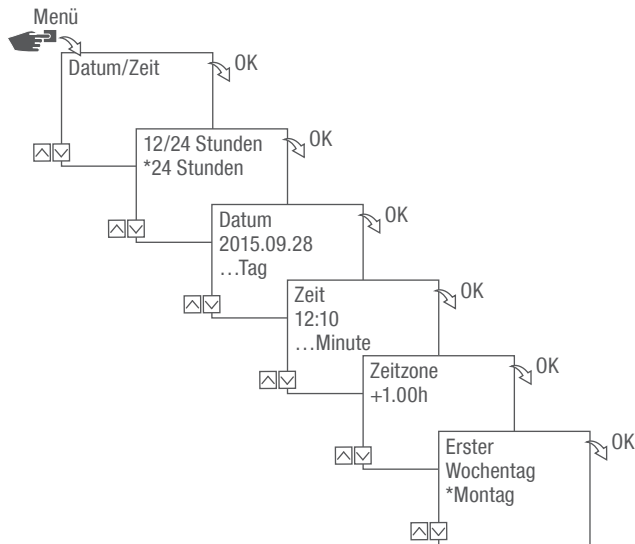 Menü
Datum/Zeit
OK
12/24 Stunden
*24 Stunden
OK
Datum
2015.09.28
…Tag
OK
Zeit
12:10
…Minute
OK
Zeitzone
+1.00h
OK
Erster
Wochentag
*Montag
OK